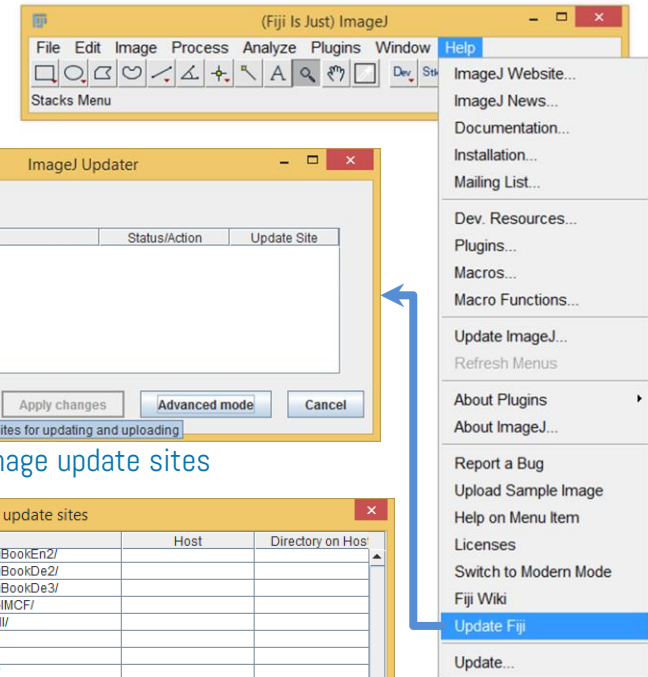 (Fiji Is Just) ImageJ
File Edit Image Process Analyze Plugins Window Help
A Dev Stk
Stacks Menu
ImageJ Website...
ImageJ News...
Documentation...
Installation...
Mailing List...
Dev. Resources...
Plugins...
Macros...
Macro Functions...
Update ImageJ...
Refresh Menus
About Plugins
About ImageJ...
Report a Bug
Upload Sample Image
Help on Menu Item
Licenses
Switch to Modern Mode
Fiji Wiki
Update Fiji
Update...
ImageJ Updater
Status/Action Update Site
Apply changes Advanced mode Cancel
ites for updating and uploading
nage update sites
update sites
Host Directory on Host
BookEn2/
BookDe2/
BookDe3/
IMCF/